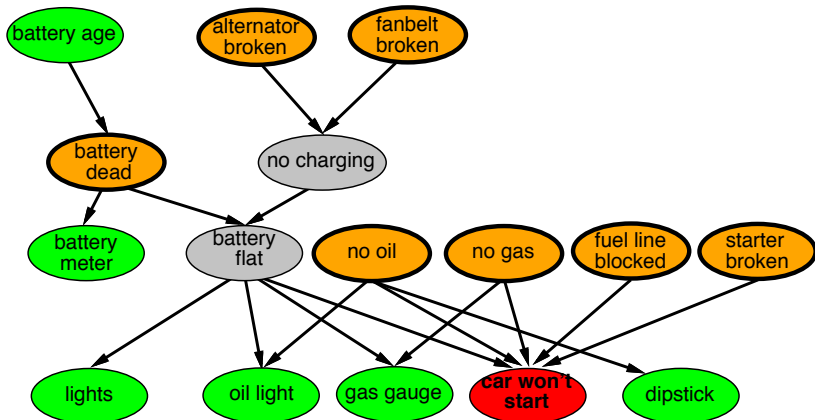 battery age
alternator
broken
fanbelt
broken
battery
dead
no charging
battery
meter
battery
flat
no oil
no gas
fuel line
blocked
starter
broken
lights
oil light
gas gauge
car won't
start
dipstick